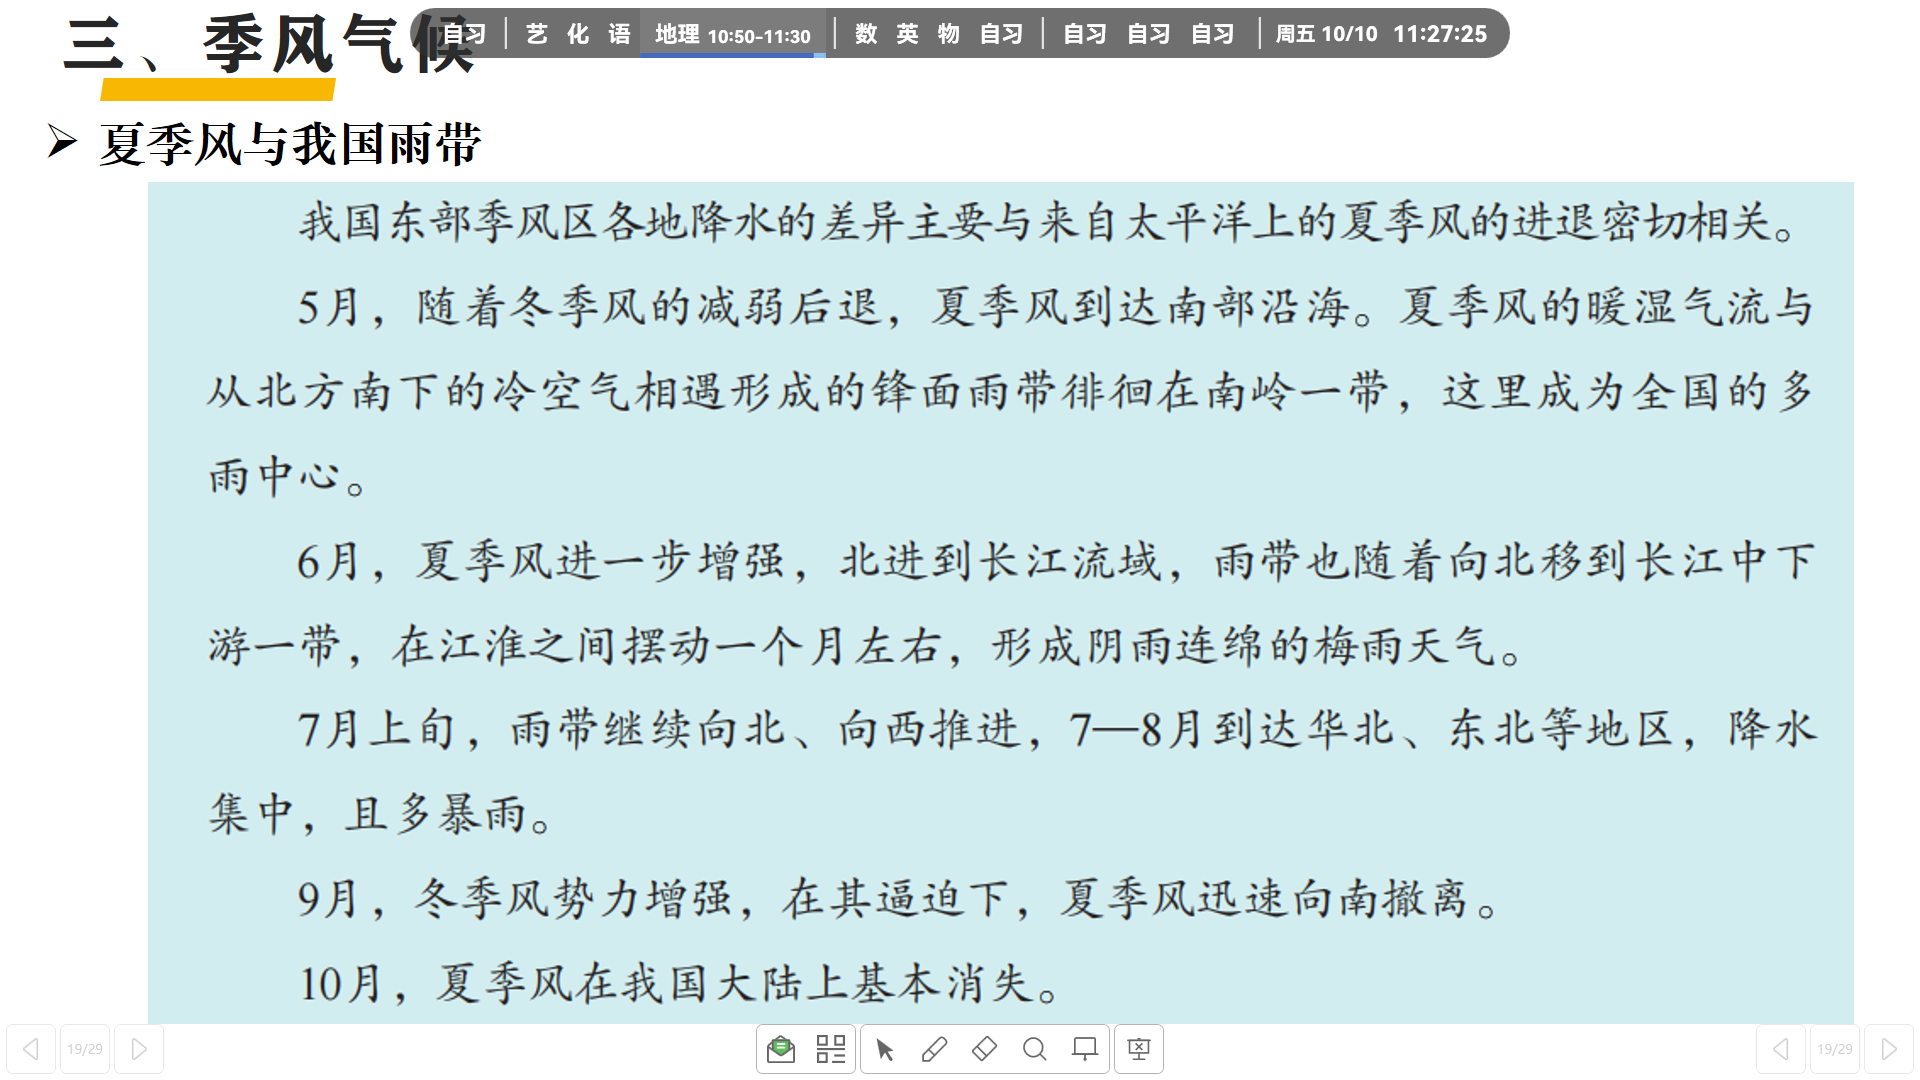 三、季风气候
自习 艺 化 语 地理 10:50-11:30 数 英 物 自习 自习 自习 自习 周五 10/10 11:27:25
夏季风与我国雨带
我国东部季风区各地降水的差异主要与来自太平洋上的夏季风的进退密切相关。
5月，随着冬季风的减弱后退，夏季风到达南部沿海。夏季风的暖湿气流与
从北方南下的冷空气相遇形成的锋面雨带徘徊在南岭一带，这里成为全国的多
雨中心。
6月，夏季风进一步增强，北进到长江流域，雨带也随着向北移到长江中下
游一带，在江淮之间摆动一个月左右，形成阴雨连绵的梅雨天气。
7月上旬，雨带继续向北、向西推进，7—8月到达华北、东北等地区，降水
集中，且多暴雨。
9月，冬季风势力增强，在其逼迫下，夏季风迅速向南撤离。
10月，夏季风在我国大陆上基本消失。
19/29
19/29